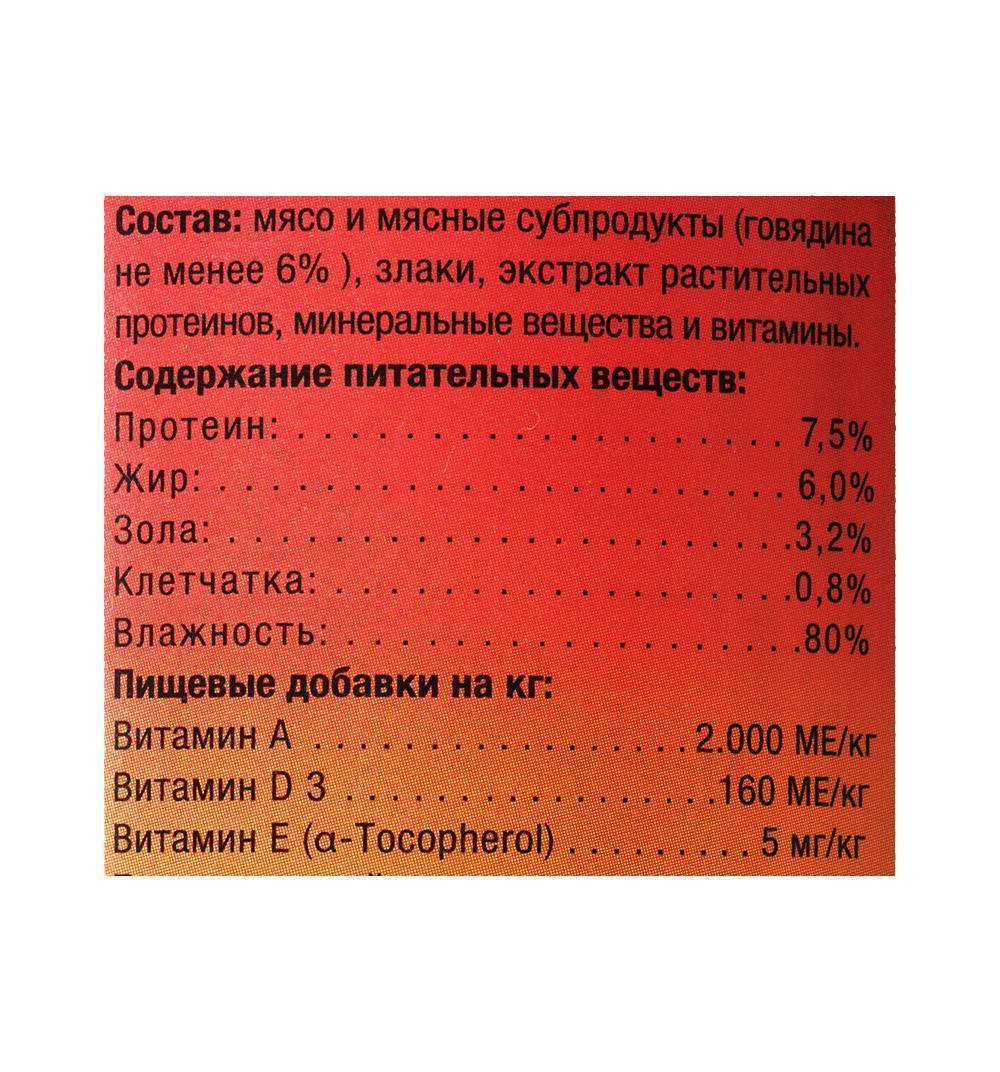 Состав: мясо и мясные субпродукты (говядина
не менее 6% ), злаки, экстракт растительных
протеинов, минеральные вещества и витамины.
Содержание питательных веществ:
Протеин: . . . . . . . . . . . . . . . . . . . 7,5%
Жир: . . . . . . . . . . . . . . . . . . . . . . 6,0%
Зола: . . . . . . . . . . . . . . . . . . . . . .3,2%
Клетчатка: . . . . . . . . . . . . . . . . . .0,8%
Влажность: . . . . . . . . . . . . . . . . . .80%
Пищевые добавки на кг:
Витамин А . . . . . . . . . . . . . . 2.000 МЕ/кг
Витамин D 3 . . . . . . . . . . . . . .160 МЕ/кг
Витамин Е (α-Tocopherol) . . . . . . . 5 мг/кг